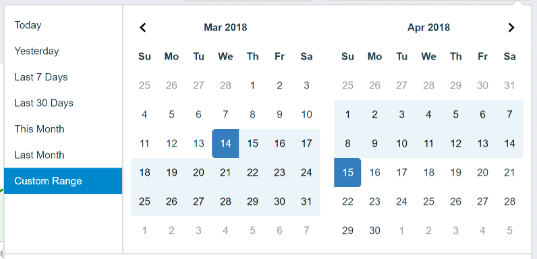 Today
Yesterday
Last 7 Days
Last 30 Days
This Month
Last Month
Custom Range
Mar 2018
Su Mo Tu We Th Fr Sa
25 26 27 28 1 2 3
4 5 6 7 8 9 10
11 12 13 14 15 16 17
18 19 20 21 22 23 24
25 26 27 28 29 30 31
1 2 3 4 5 6 7
Apr 2018
Su Mo Tu We Th Fr Sa
25 26 27 28 29 30 31
1 2 3 4 5 6 7
8 9 10 11 12 13 14
15 16 17 18 19 20 21
22 23 24 25 26 27 28
29 30 1 2 3 4 5